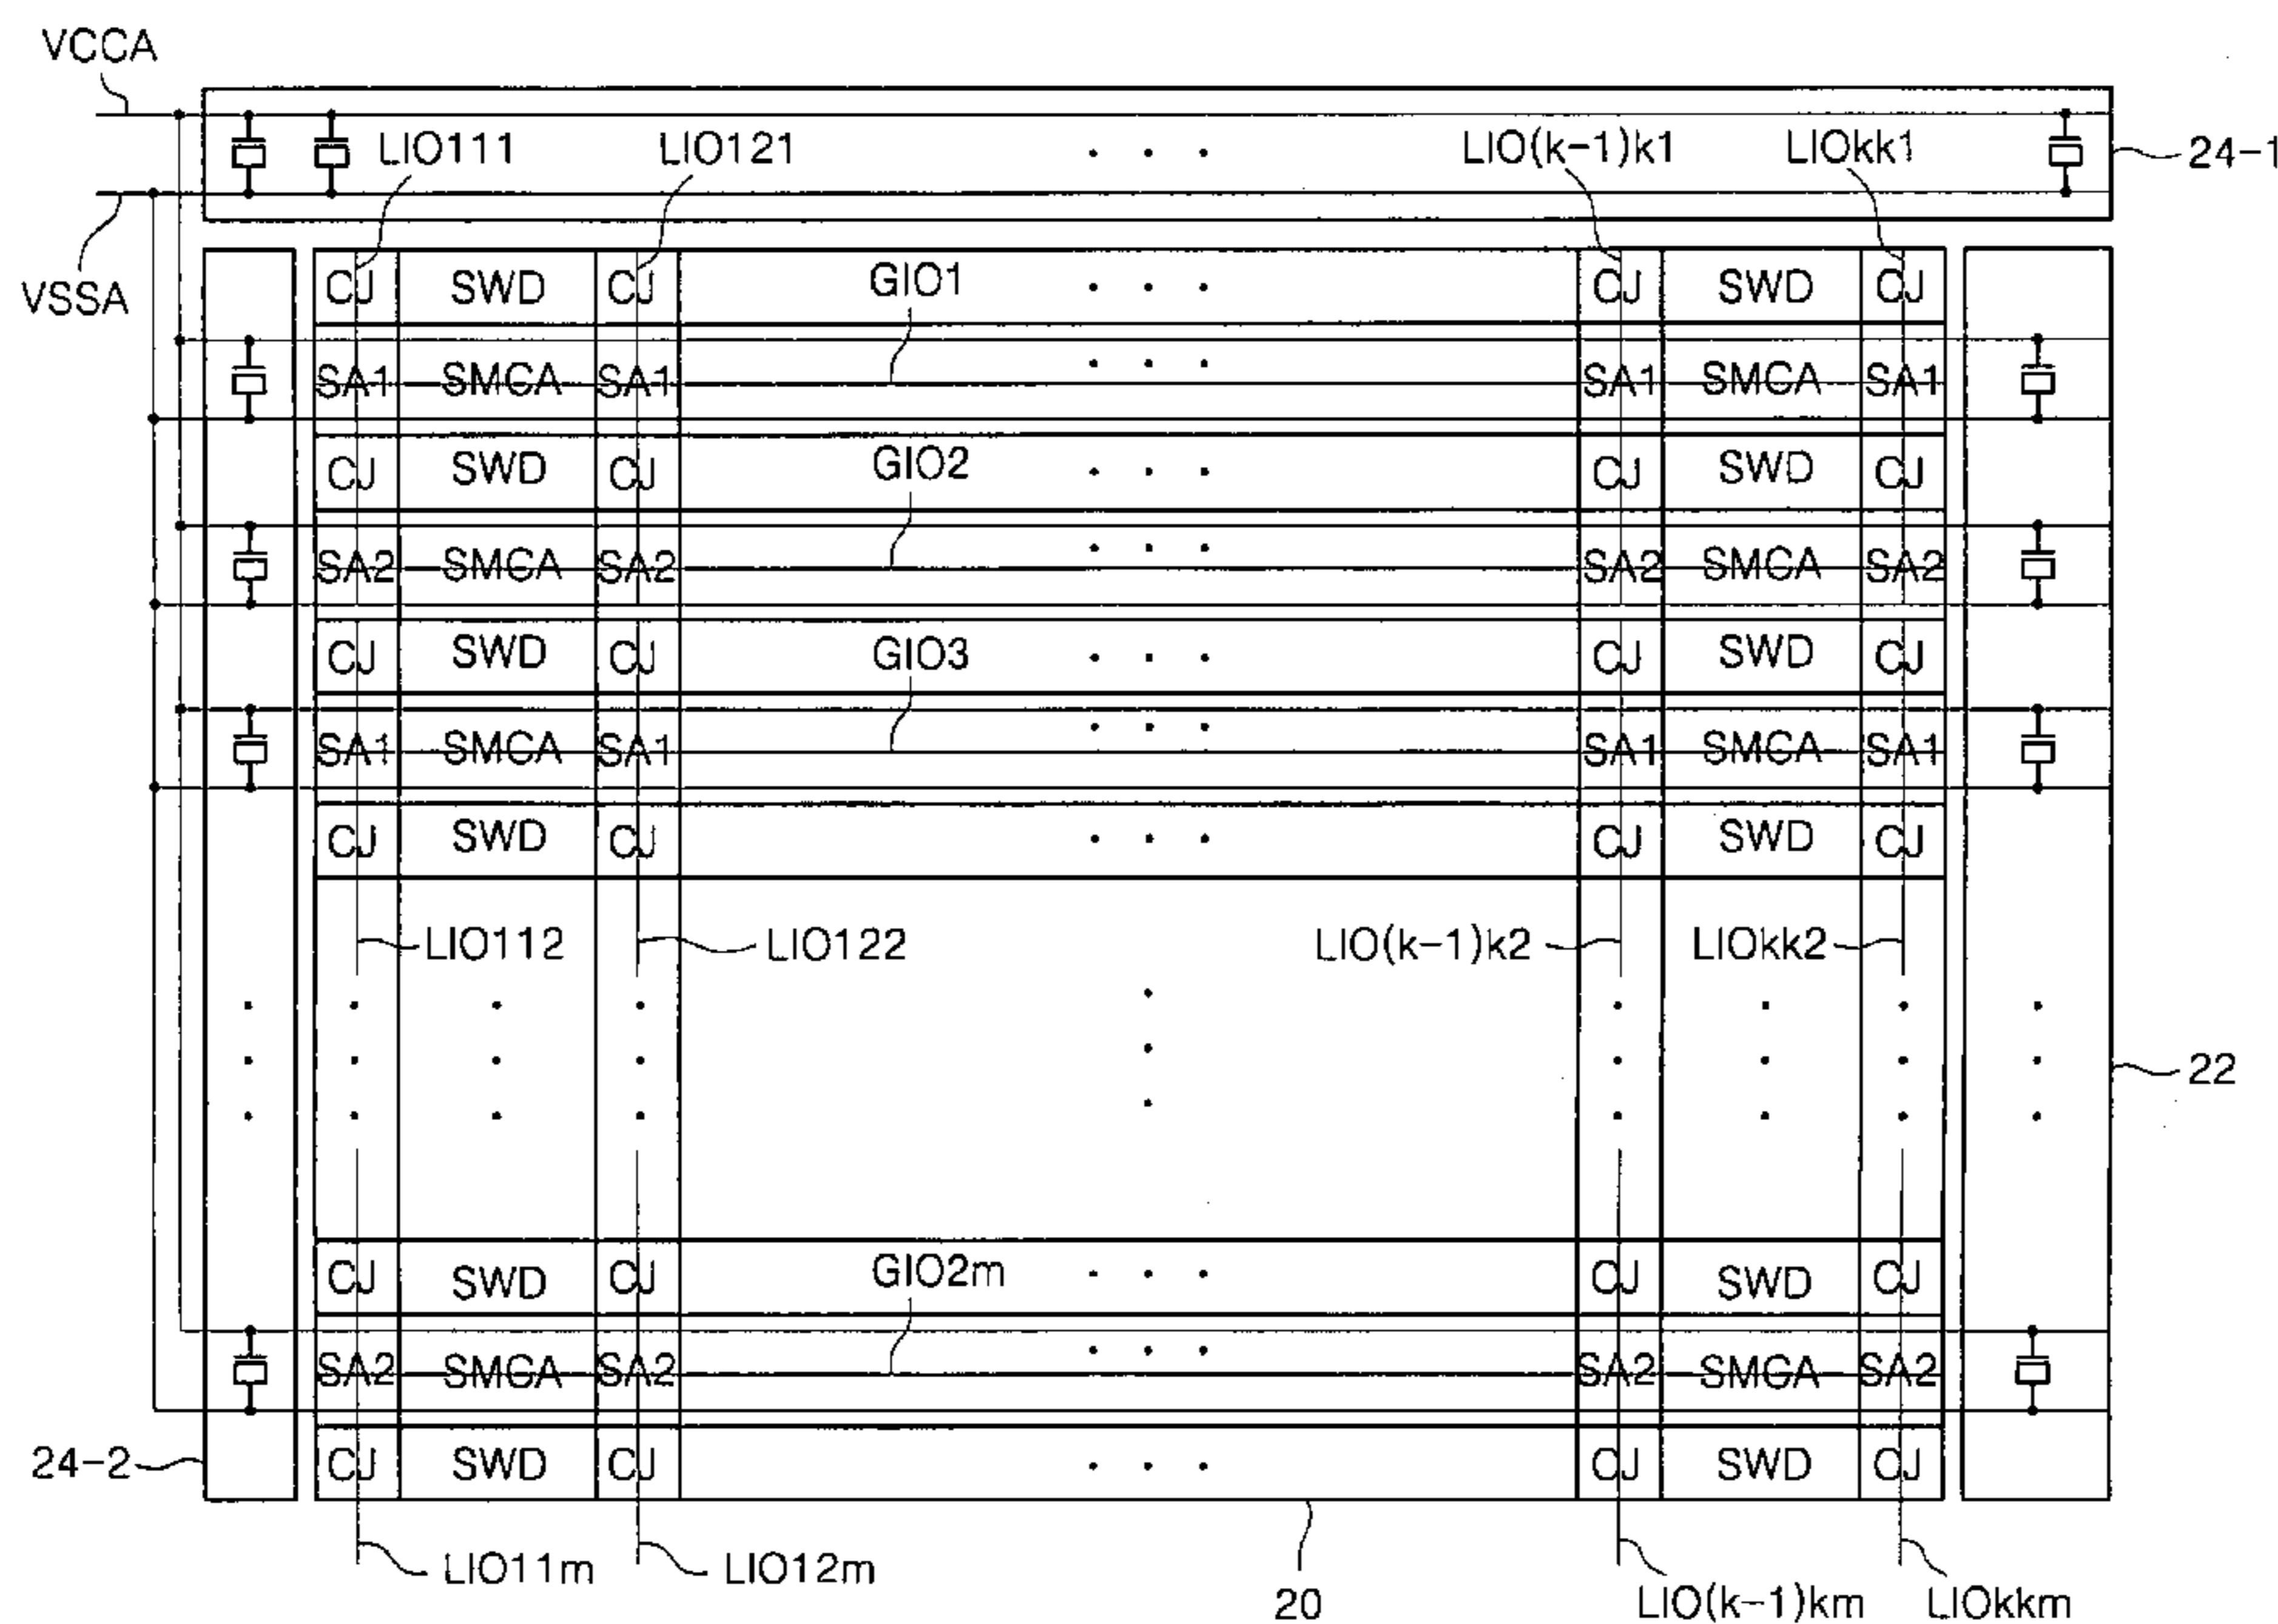 VCCA
LIO111 LIO121 . . . LIO(k-1)k1 LIOkk1 24-1
VSSA
CJ SWD CJ GIO1 . . . CJ SWD CJ
SA1 SMCA SA1 . . . SA1 SMCA SA1
CJ SWD CJ GIO2 . . . CJ SWD CJ
SA2 SMCA SA2 . . . SA2 SMCA SA2
CJ SWD CJ GIO3 . . . CJ SWD CJ
SA1 SMCA SA1 . . . SA1 SMCA SA1
CJ SWD CJ . . . CJ SWD CJ
LIO112 LIO122 LIO(k-1)k2 LIOkk2
22
CJ SWD CJ GIO2m . . . CJ SWD CJ
SA2 SMCA SA2 . . . SA2 SMCA SA2
24-2 CJ SWD CJ . . . CJ SWD CJ
LIO11m LIO12m 20 LIO(k-1)km LIOkkm